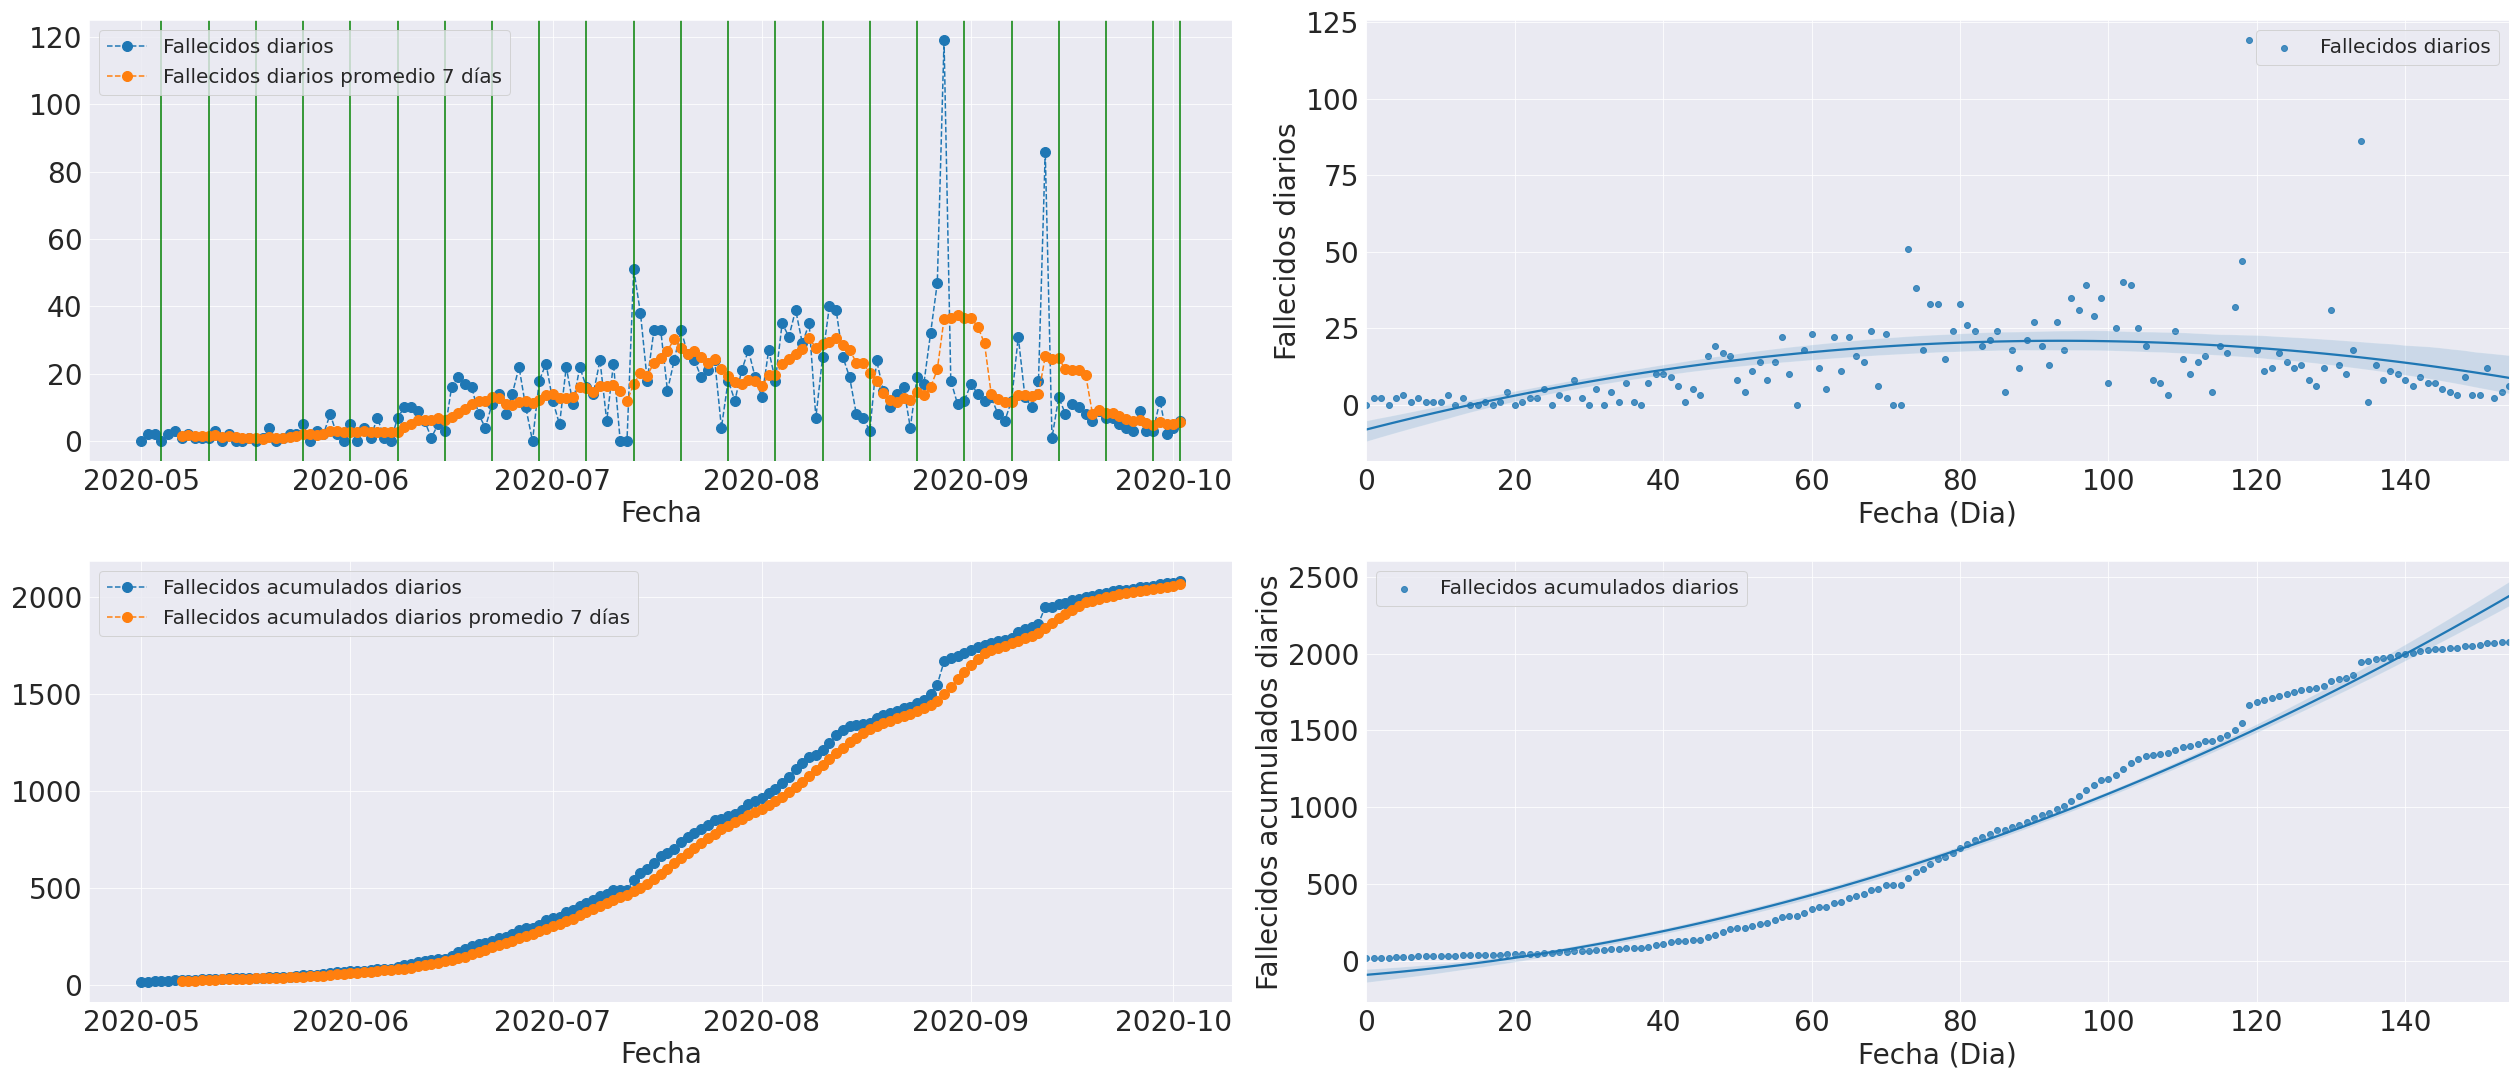 Fallecidos diarios
Fallecidos diarios promedio 7 días
120
100
80
60
40
20
0
2020-05 2020-06 2020-07 2020-08 2020-09 2020-10
Fecha
Fallecidos diarios
Fallecidos diarios
125
100
75
50
25
0
0 20 40 60 80 100 120 140
Fecha (Dia)
Fallecidos acumulados diarios
Fallecidos acumulados diarios promedio 7 días
2000
1500
1000
500
0
2020-05 2020-06 2020-07 2020-08 2020-09 2020-10
Fecha
Fallecidos acumulados diarios
Fallecidos acumulados diarios
2500
2000
1500
1000
500
0
0 20 40 60 80 100 120 140
Fecha (Dia)